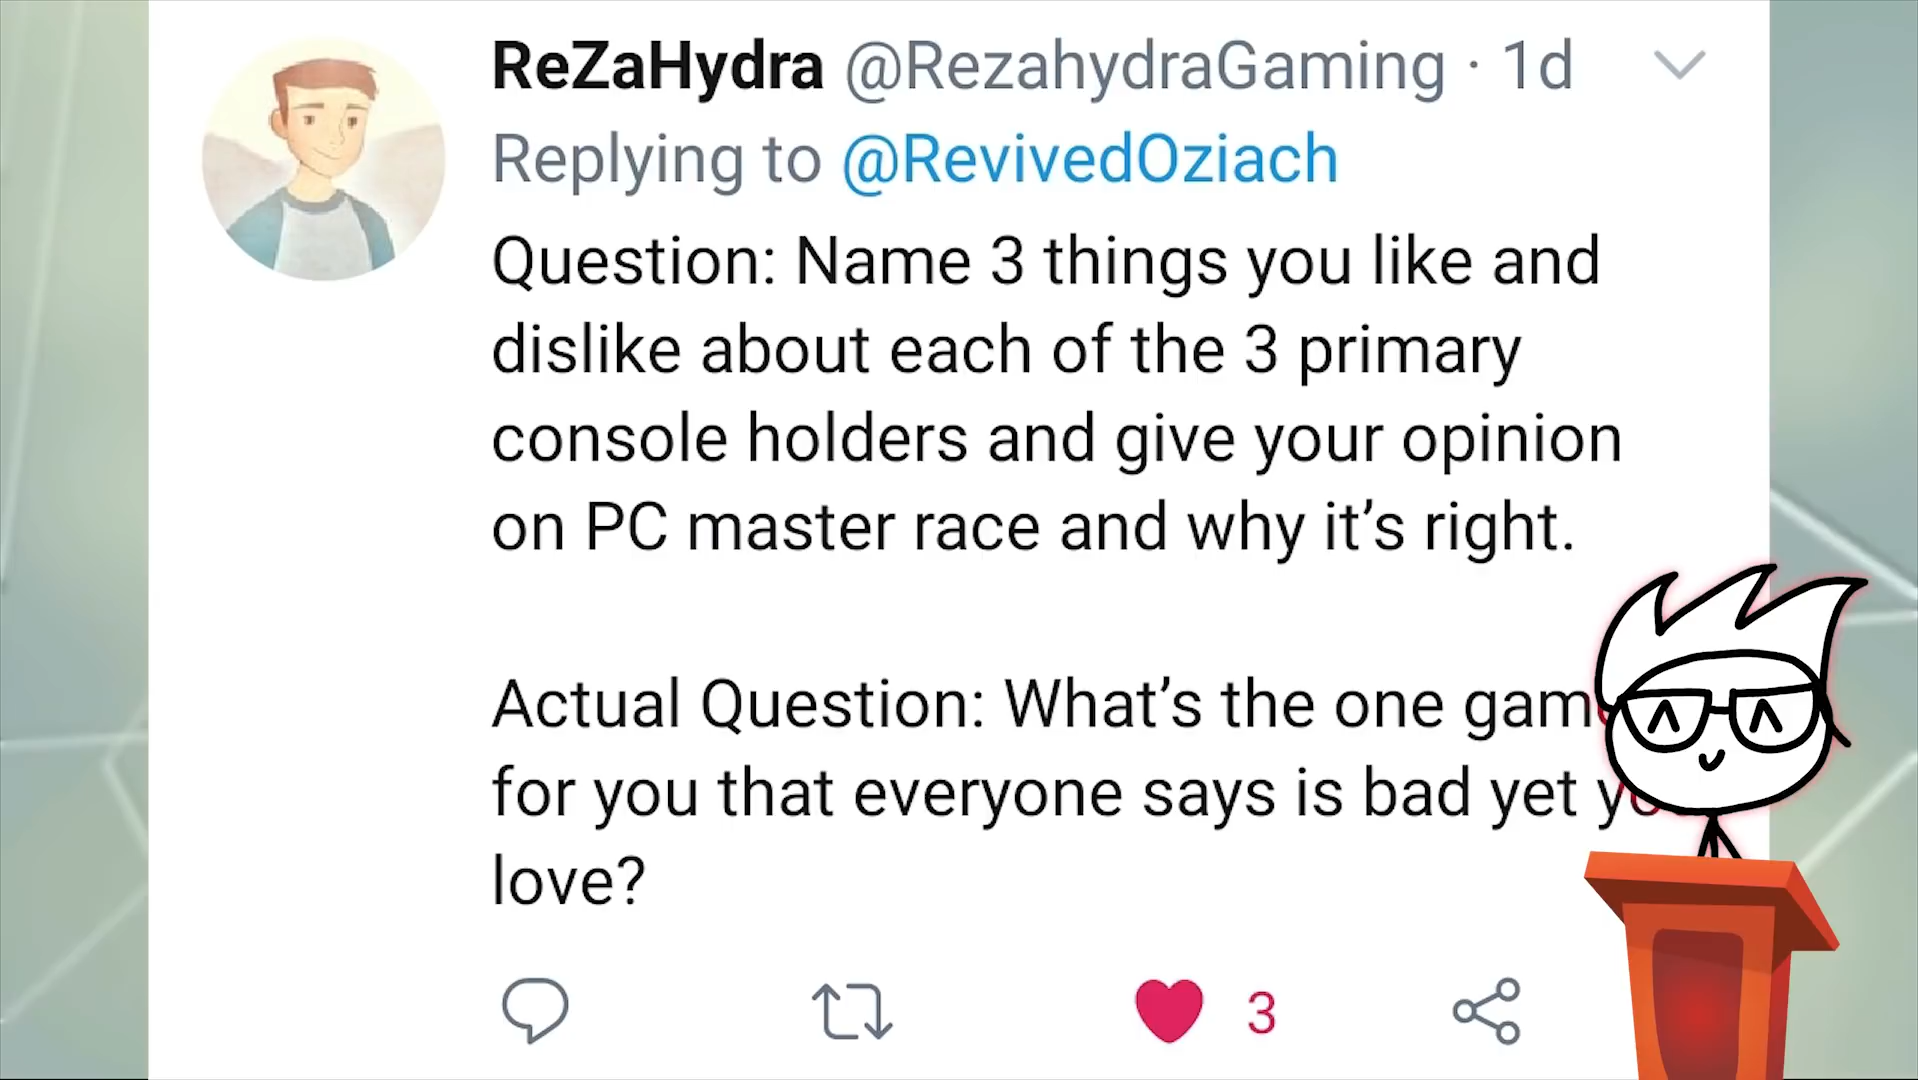 ReZaHydra @RezahydraGaming · 1d
Replying to @RevivedOziach
Question: Name 3 things you like and
dislike about each of the 3 primary
console holders and give your opinion
on PC master race and why it’s right.
Actual Question: What’s the one game
for you that everyone says is bad yet yo
love?
3